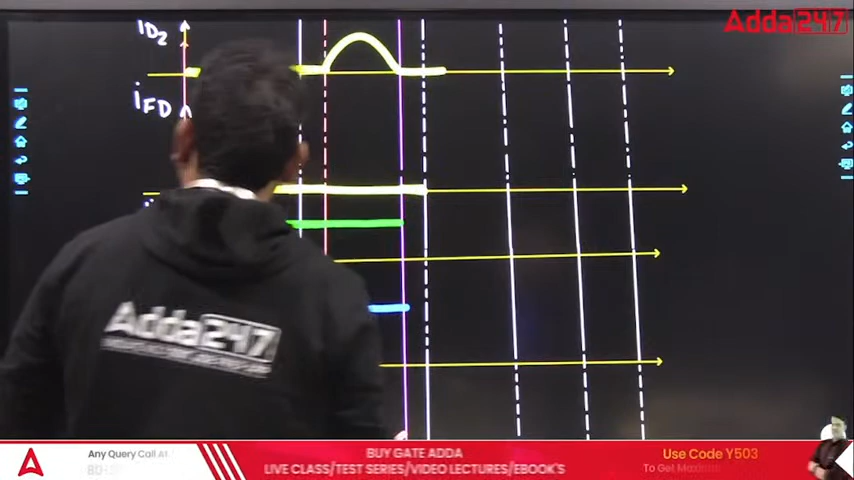 Adda247
iD2
iFD
Adda247
Any Query Call At.
BUY GATE ADDA
LIVE CLASS/TEST SERIES/VIDEO LECTURES/EBOOK'S
Use Code Y503
To Get